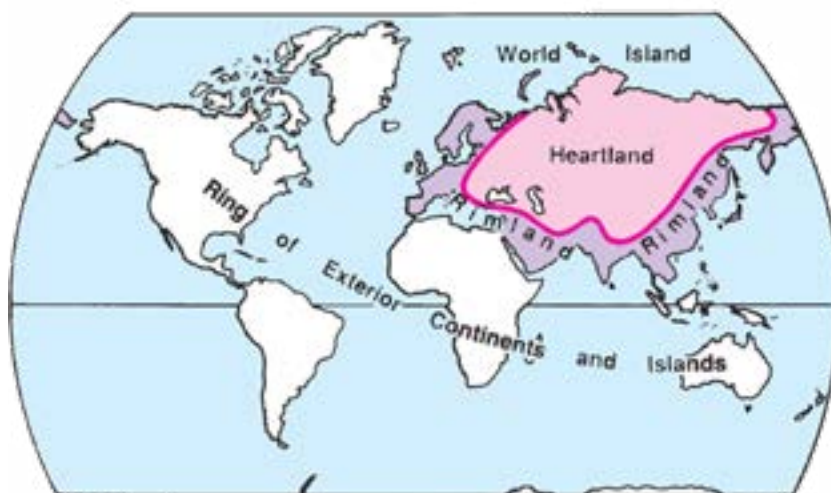 World Island
Heartland
Rimland
Rimland
Ring of Exterior Continents and Islands